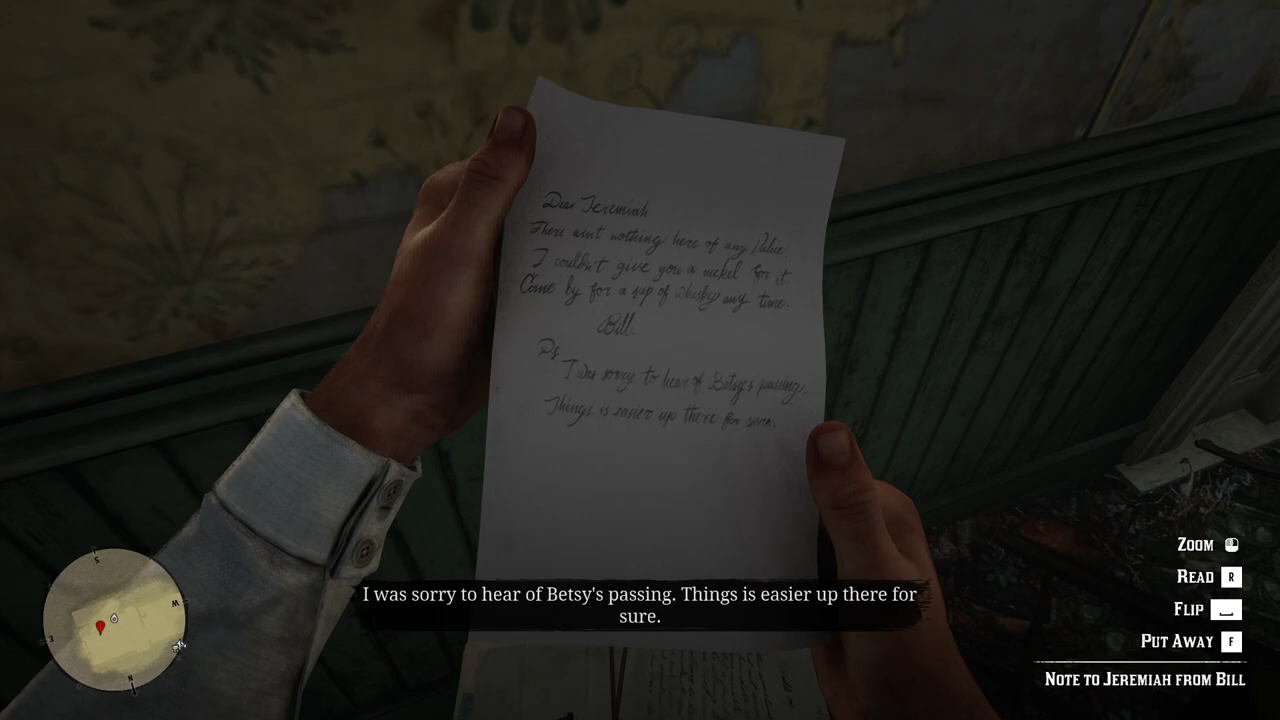 Dear Jeremiah
There aint nothing here of any Value.
I couldn't give you a nickel for it.
Come by for a sip of whisky any time.
Bill.
Ps
I was sorry to hear of Betsys passing.
Things is easier up there for sure.
I was sorry to hear of Betsy's passing. Things is easier up there for
sure.
S
W
E
N
ZOOM
READ R
FLIP
PUT AWAY F
NOTE TO JEREMIAH FROM BILL